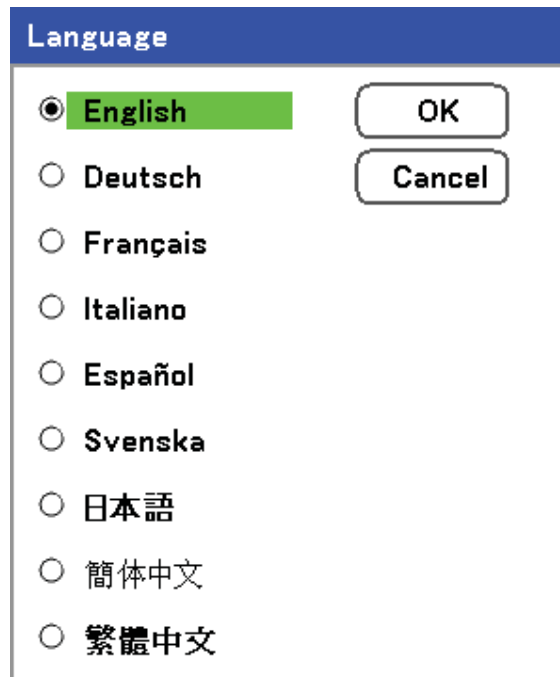 Language
English OK
Deutsch Cancel
Français
Italiano
Español
Svenska
日本語
簡体中文
繁體中文